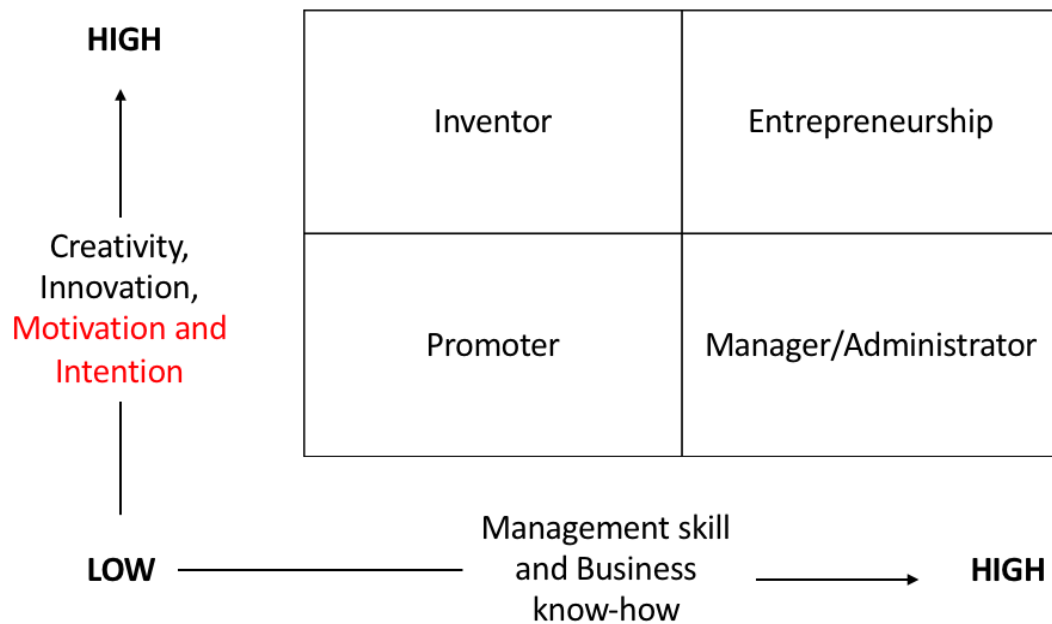 HIGH
Inventor
Entrepreneurship
Creativity,
Innovation,
Motivation and
Intention
Promoter
Manager/Administrator
LOW
Management skill
and Business
know-how
HIGH